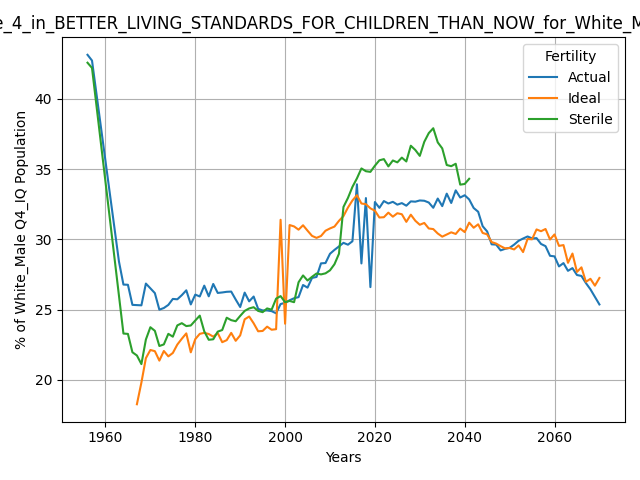 _4_in_BETTER_LIVING_STANDARDS_FOR_CHILDREN_THAN_NOW_for_White_M
Fertility
Actual
Ideal
Sterile
% of White_Male Q4_IQ Population
40
35
30
25
20
1960
1980
2000
2020
2040
2060
Years